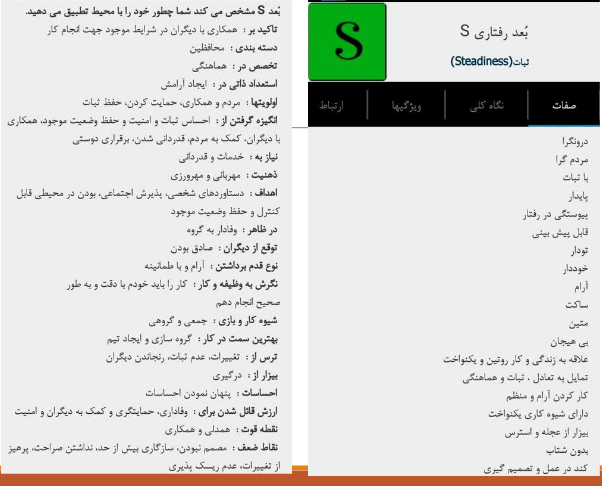 S
بُعد رفتاری S
ثبات(Steadiness)
صفات
نگاه کلی
ویژگیها
ارتباط
درونگرا
مردم گرا
با ثبات
پایدار
پیوستگی در رفتار
قابل پیش بینی
تودار
خوددار
آرام
ساکت
متین
بی هیجان
علاقه به زندگی و کار روتین و یکنواخت
تمایل به تعادل ، ثبات و هماهنگی
کار کردن آرام و منظم
دارای شیوه کاری یکنواخت
بیزار از عجله و استرس
بدون شتاب
کند در عمل و تصمیم گیری
بُعد S مشخص می کند شما چطور خود را با محیط تطبیق می دهید.
تاکید بر : همکاری با دیگران در شرایط موجود جهت انجام کار
دسته بندی : محافظین
تخصص در : هماهنگی
استعداد ذاتی در : ایجاد آرامش
اولویتها : مردم و همکاری، حمایت کردن، حفظ ثبات
انگیزه گرفتن از : احساس ثبات و امنیت و حفظ وضعیت موجود، همکاری
با دیگران، کمک به مردم، قدردانی شدن، برقراری دوستی
نیاز به : خدمات و قدردانی
ذهنیت : مهربانی و مهرورزی
اهداف : دستاوردهای شخصی، پذیرش اجتماعی، بودن در محیطی قابل
کنترل و حفظ وضعیت موجود
در ظاهر : وفادار به گروه
توقع از دیگران : صادق بودن
نوع قدم برداشتن : آرام و با طمانینه
نگرش به وظیفه و کار : کار را باید خودم با دقت و به طور
صحیح انجام دهم
شیوه کار و بازی : جمعی و گروهی
بهترین سمت در کار : گروه سازی و ایجاد تیم
ترس از : تغییرات، عدم ثبات، رنجاندن دیگران
بیزار از : درگیری
احساسات : پنهان نمودن احساسات
ارزش قائل شدن برای : وفاداری، حمایتگری و کمک به دیگران و امنیت
نقطه قوت : همدلی و همکاری
نقاط ضعف : مصمم نبودن، سازگاری بیش از حد، نداشتن صراحت، پرهیز
از تغییرات، عدم ریسک پذیری